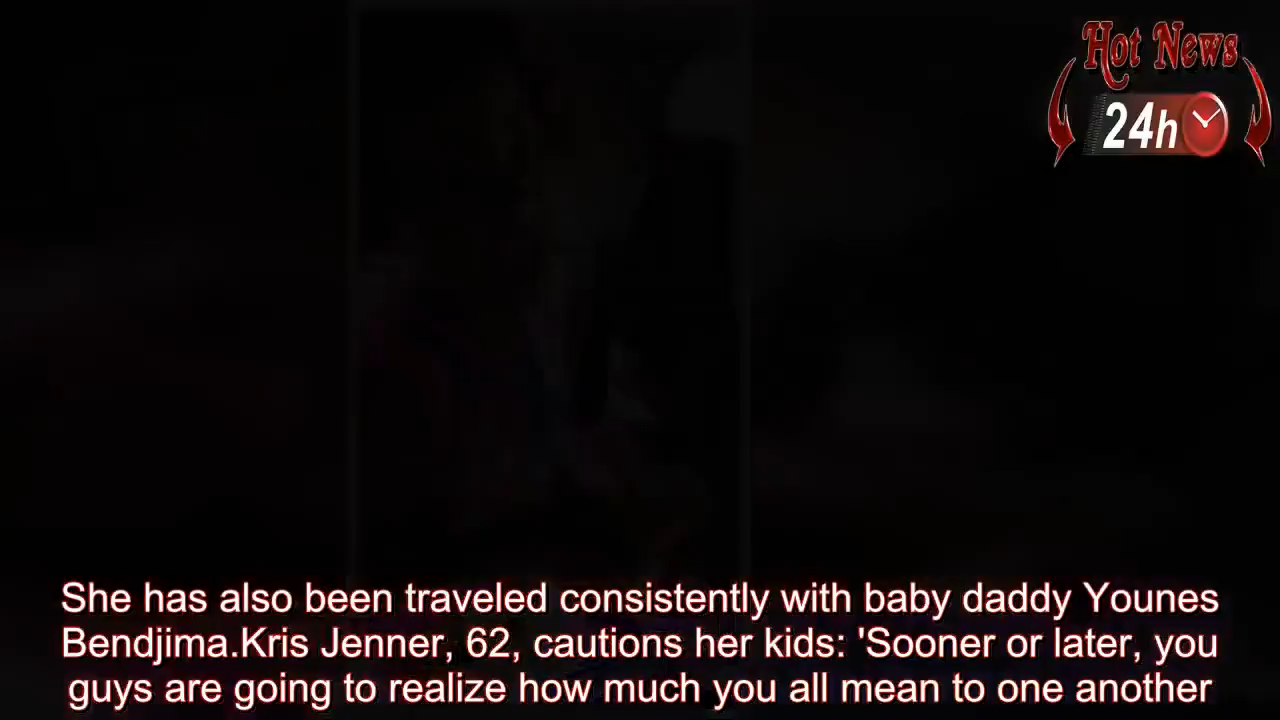 Hot News
24h
She has also been traveled consistently with baby daddy Younes
Bendjima.Kris Jenner, 62, cautions her kids: 'Sooner or later, you
guys are going to realize how much you all mean to one another